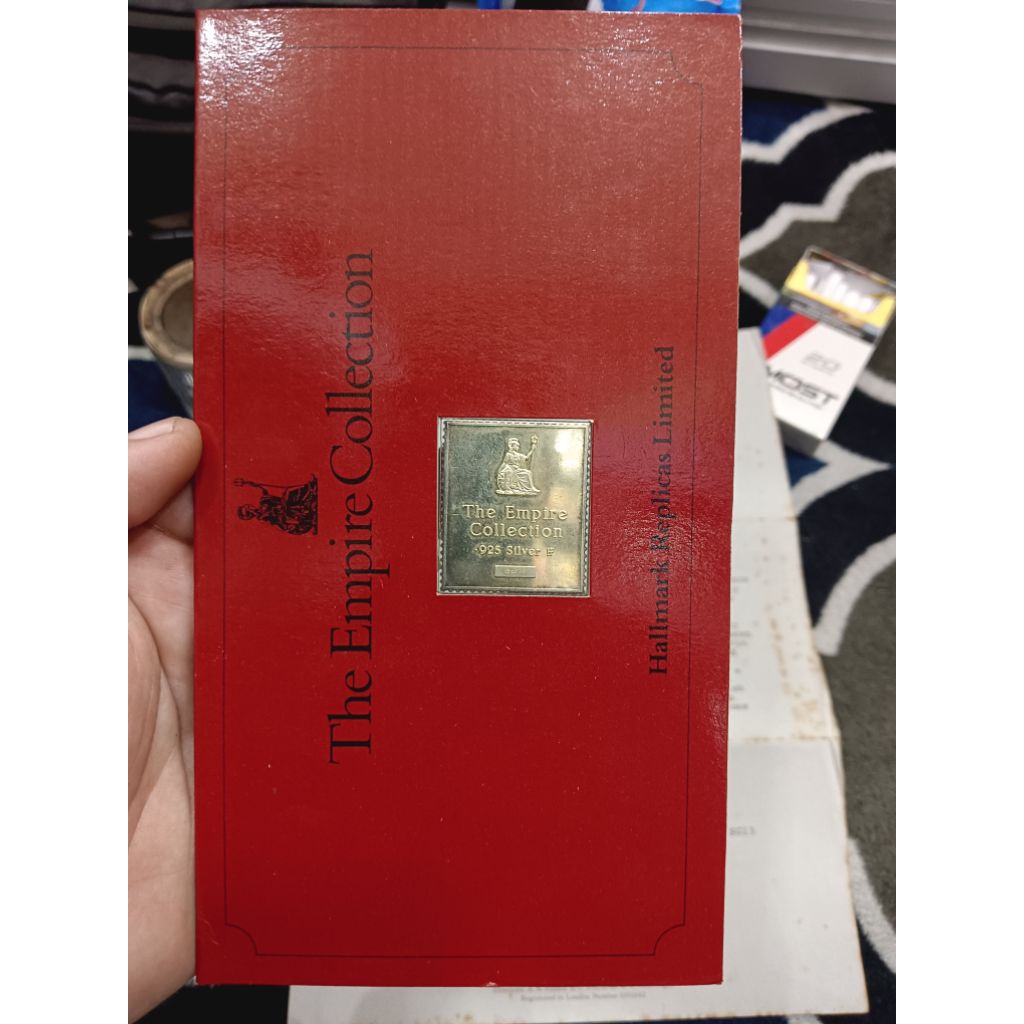 The Empire Collection
The Empire
Collection
.925 Silver
Hallmark Replicas Limited
20
MOST